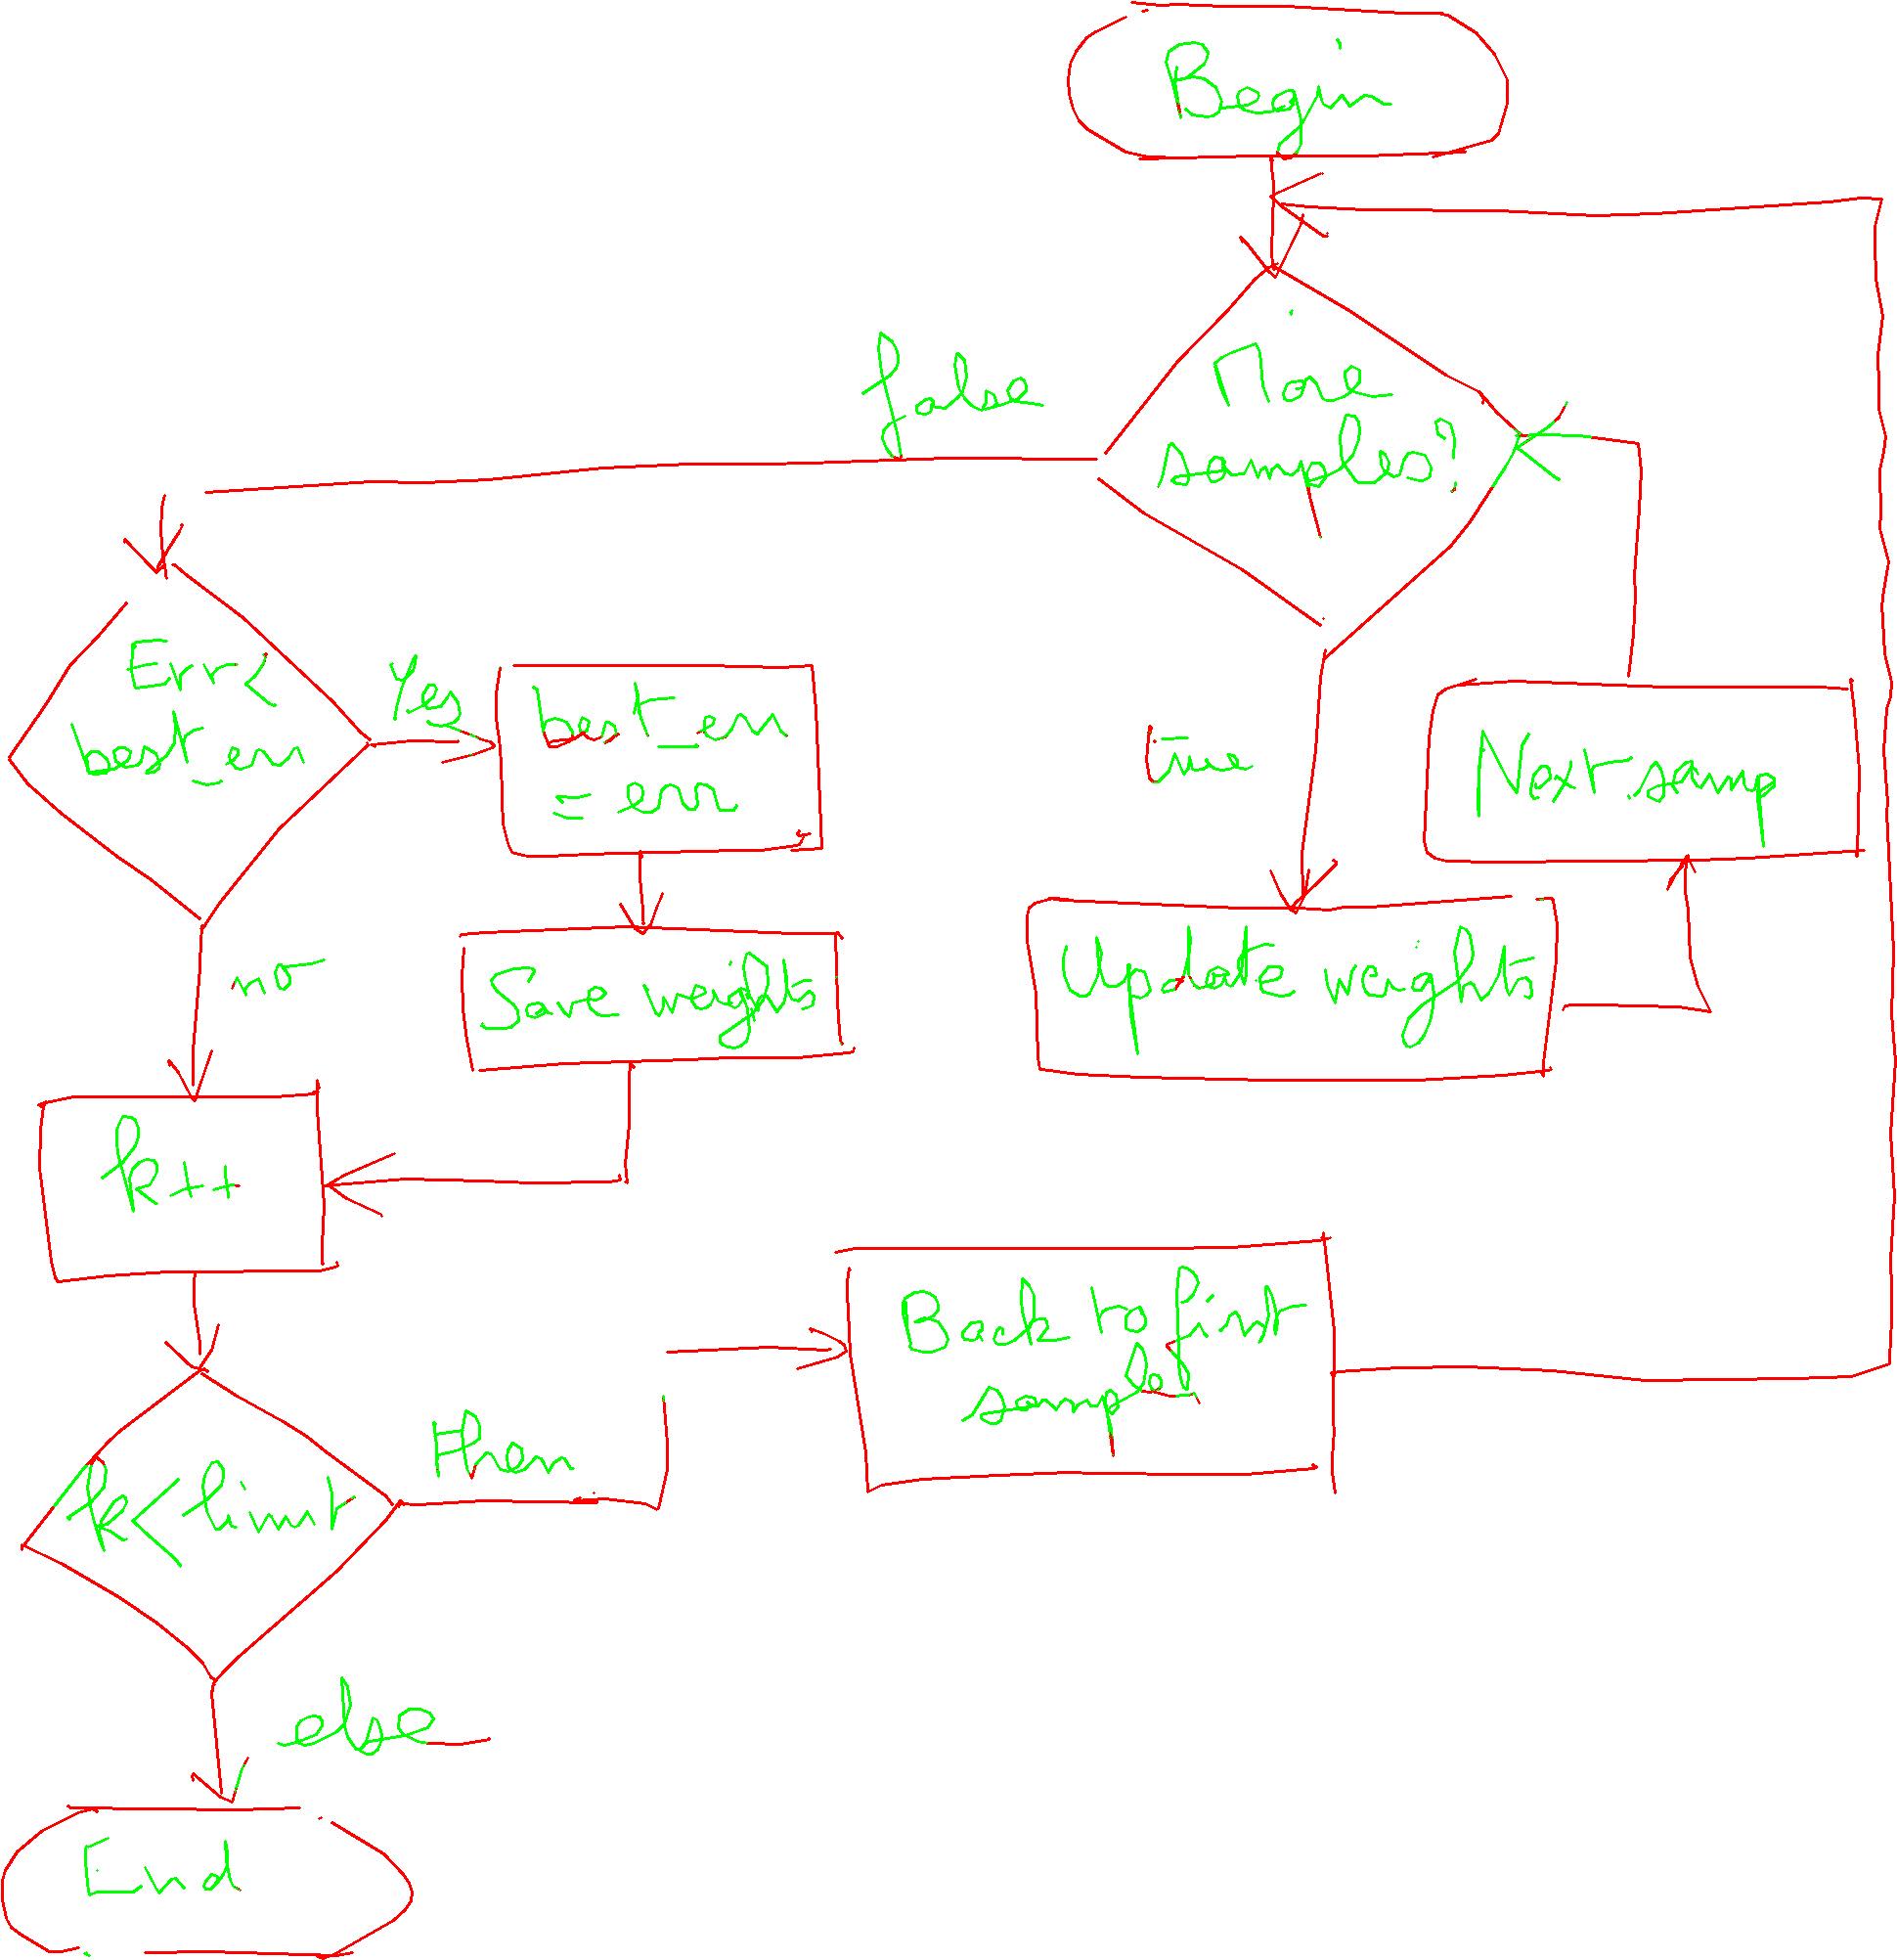 Begin
More
samples?
false
true
Update weights
Next samp
Err<
best_err
Yes
best_err
= err
Save weights
no
k++
k<limit
then
Back to first
sample
else
End